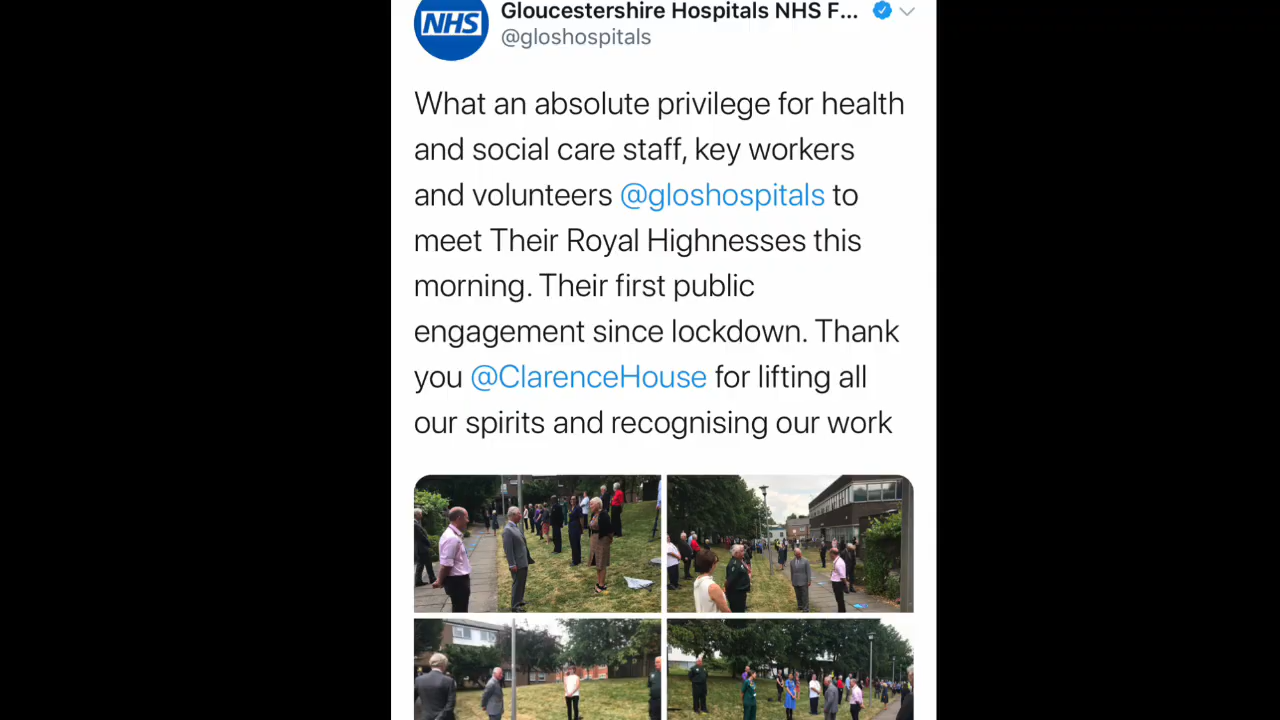 NHS
Gloucestershire Hospitals NHS F...
@gloshospitals
What an absolute privilege for health
and social care staff, key workers
and volunteers @gloshospitals to
meet Their Royal Highnesses this
morning. Their first public
engagement since lockdown. Thank
you @ClarenceHouse for lifting all
our spirits and recognising our work